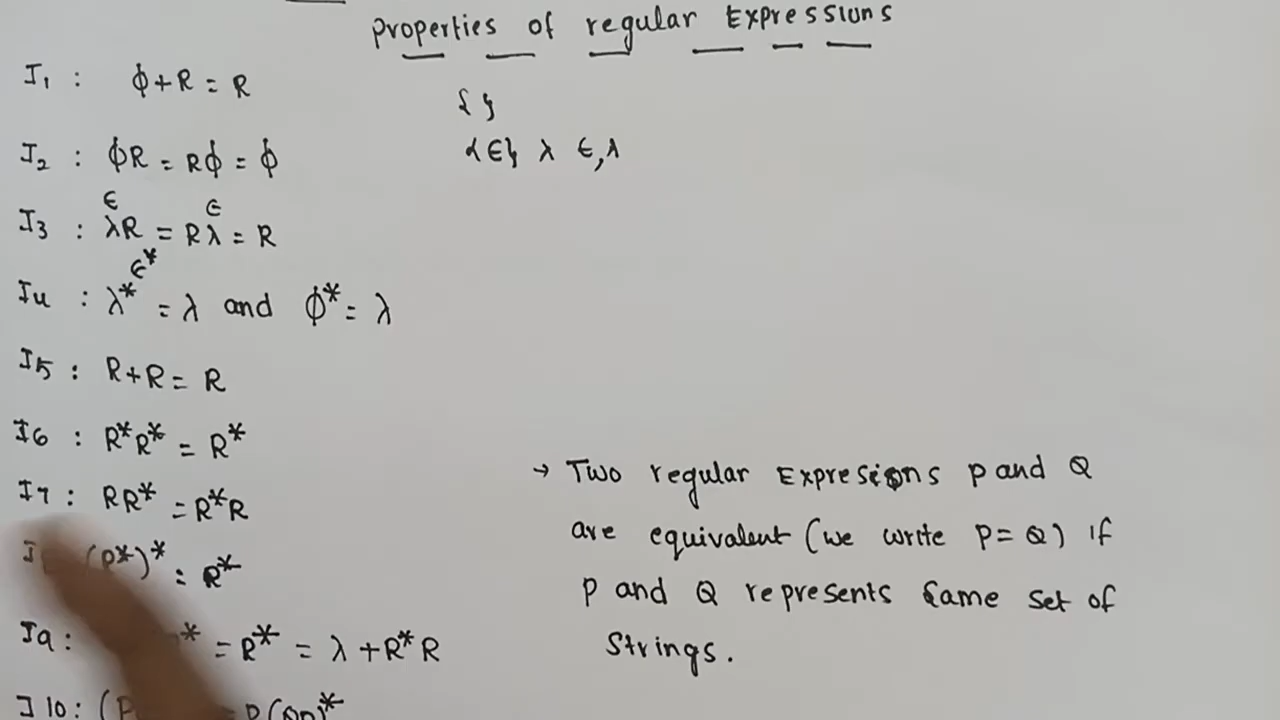 Properties of regular Expressions
I1 : ϕ+R = R
{ }
I2 : ϕR = Rϕ = ϕ
{ϵ} λ ϵ,λ
ϵ ϵ
I3 : λR = Rλ = R
ϵ*
I4 : λ* = λ and ϕ* = λ
I5 : R+R = R
I6 : R*R* = R*
I7 : RR* = R*R
(R*)* = R*
I9 : * = R* = λ + R*R
I10 : (P
→ Two regular Expresions P and Q
are equivalent (we write P = Q) if
P and Q represents same set of
Strings.